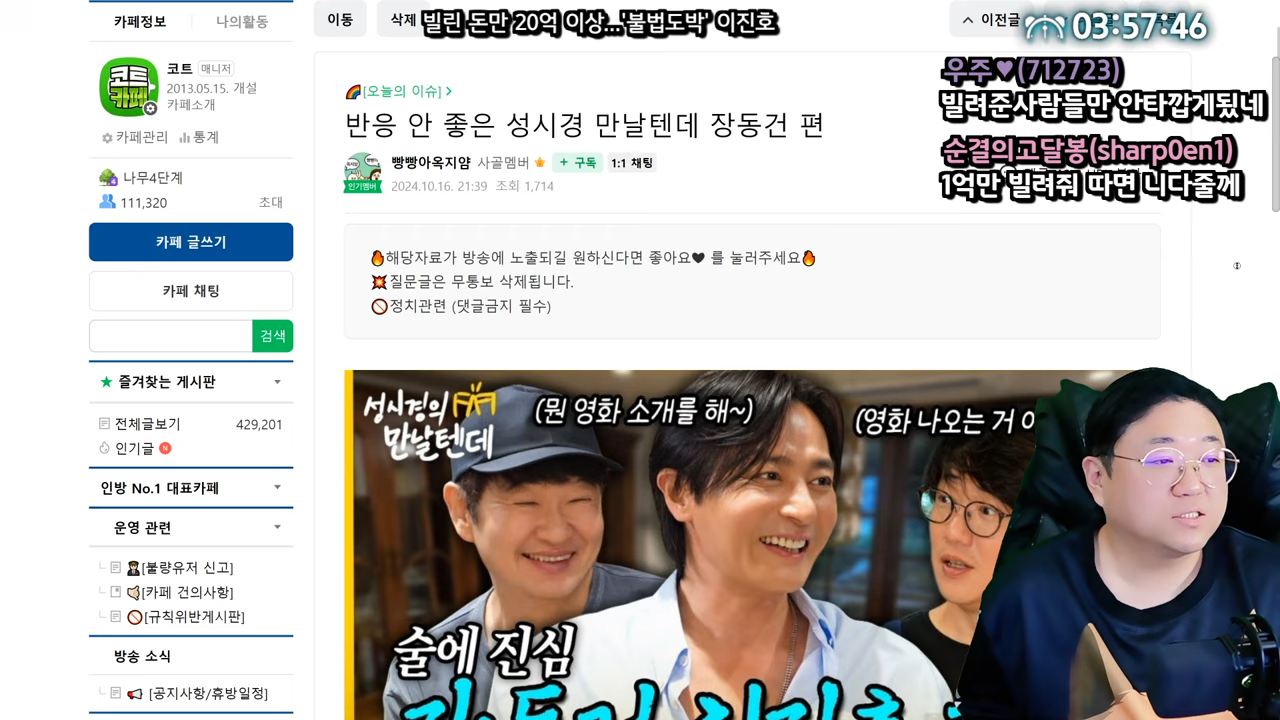 카페정보
나의활동
이동
삭제
빌린 돈만 20억 이상...'불법도박' 이진호
이전글
03:57:46
코트 매니저
2013.05.15. 개설
카페소개
코트
카페
카페관리
통계
나무4단계
111,320
초대
카페 글쓰기
카페 채팅
검색
즐겨찾는 게시판
전체글보기
429,201
인기글
N
인방 No.1 대표카페
운영 관련
[불량유저 신고]
[카페 건의사항]
[규칙위반게시판]
방송 소식
[공지사항/휴방일정]
[오늘의 이슈]
반응 안 좋은 성시경 만날텐데 장동건 편
빵빵아옥지얌 사골멤버
+ 구독
1:1 채팅
인기멤버
2024.10.16. 21:39 조회 1,714
우주♥(712723)
빌려준사람들만 안타깝게됬네
순결의고달봉(sharp0en1)
1억만 빌려줘 따면 니다줄께
🔥해당자료가 방송에 노출되길 원하신다면 좋아요🖤 를 눌러주세요🔥
💥질문글은 무통보 삭제됩니다.
🚫정치관련 (댓글금지 필수)
성시경의
만날텐데
(뭔 영화 소개를 해~)
(영화 나오는 거
술에 진심